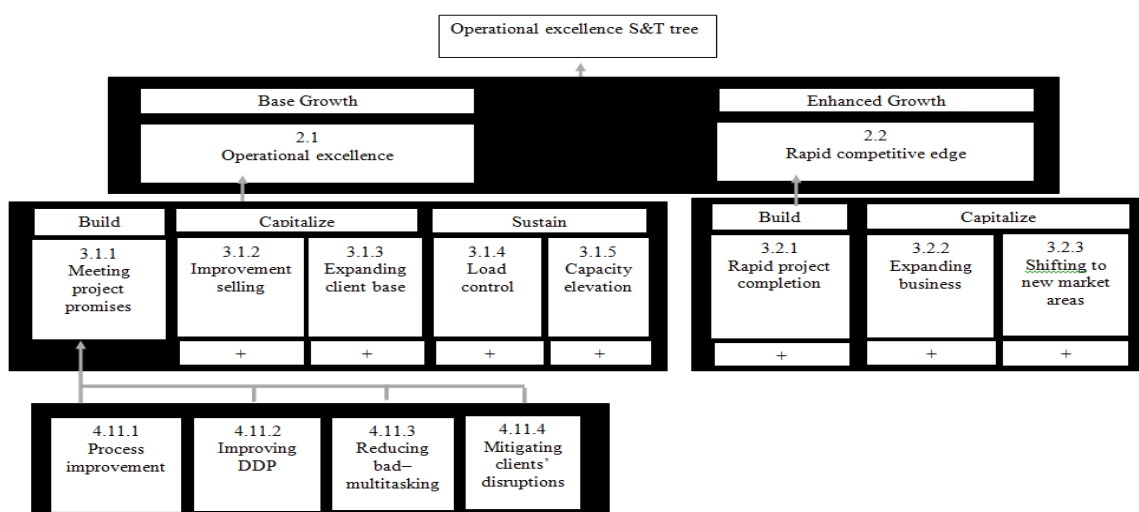 Operational excellence S&T tree
Base Growth
Enhanced Growth
2.1
Operational excellence
2.2
Rapid competitive edge
Build
Capitalize
Sustain
Build
Capitalize
3.1.1
Meeting
project
promises
3.1.2
Improvement
selling
3.1.3
Expanding
client base
3.1.4
Load
control
3.1.5
Capacity
elevation
3.2.1
Rapid project
completion
3.2.2
Expanding
business
3.2.3
Shifting to
new market
areas
+
+
+
+
+
+
+
4.11.1
Process
improvement
4.11.2
Improving
DDP
4.11.3
Reducing
bad–
multitasking
4.11.4
Mitigating
clients’
disruptions